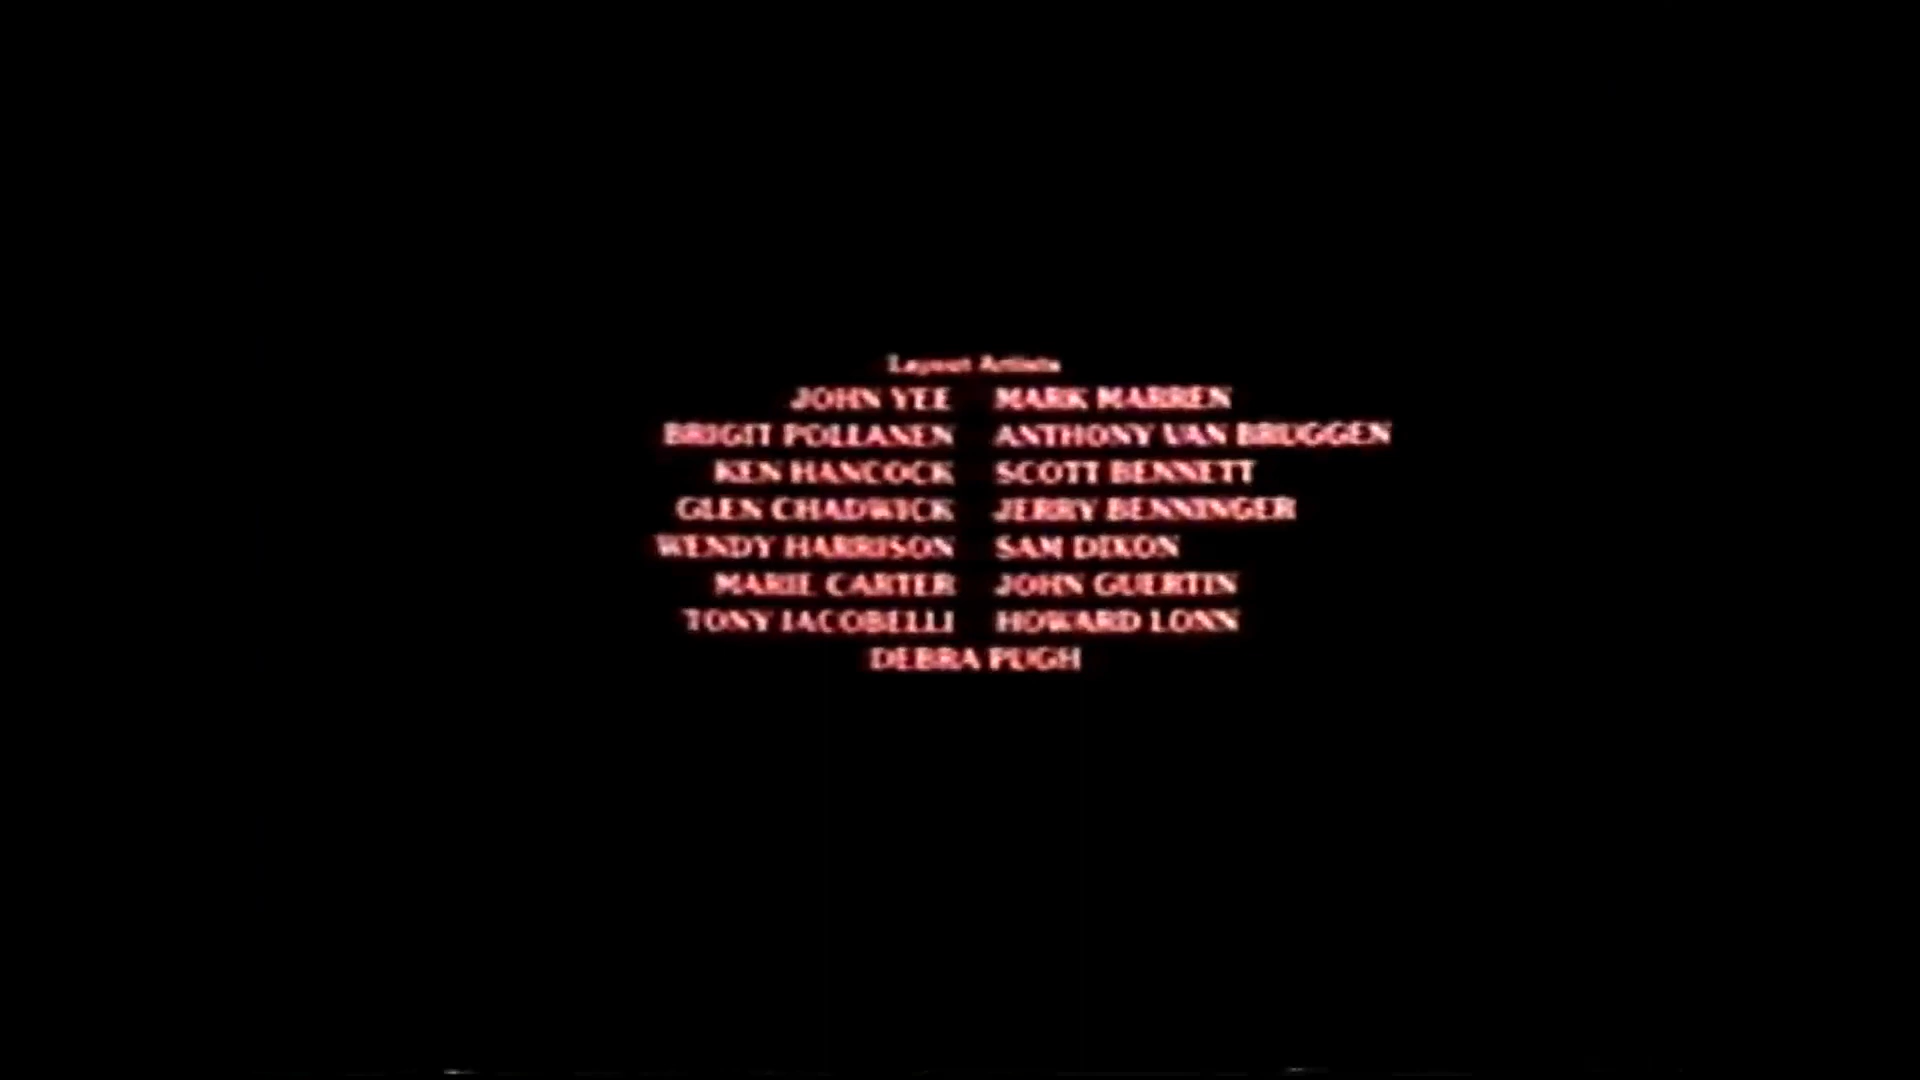 Layout Artists
JOHN YEE MARK MARREN
BRIGIT POLLANEN ANTHONY VAN BRUGGEN
KEN HANCOCK SCOTT BENNETT
GLEN CHADWICK JERRY BENNINGER
WENDY HARRISON SAM DIXON
MARIE CARTER JOHN GUERTIN
TONY IACOBELLI HOWARD LONN
DEBRA PUGH